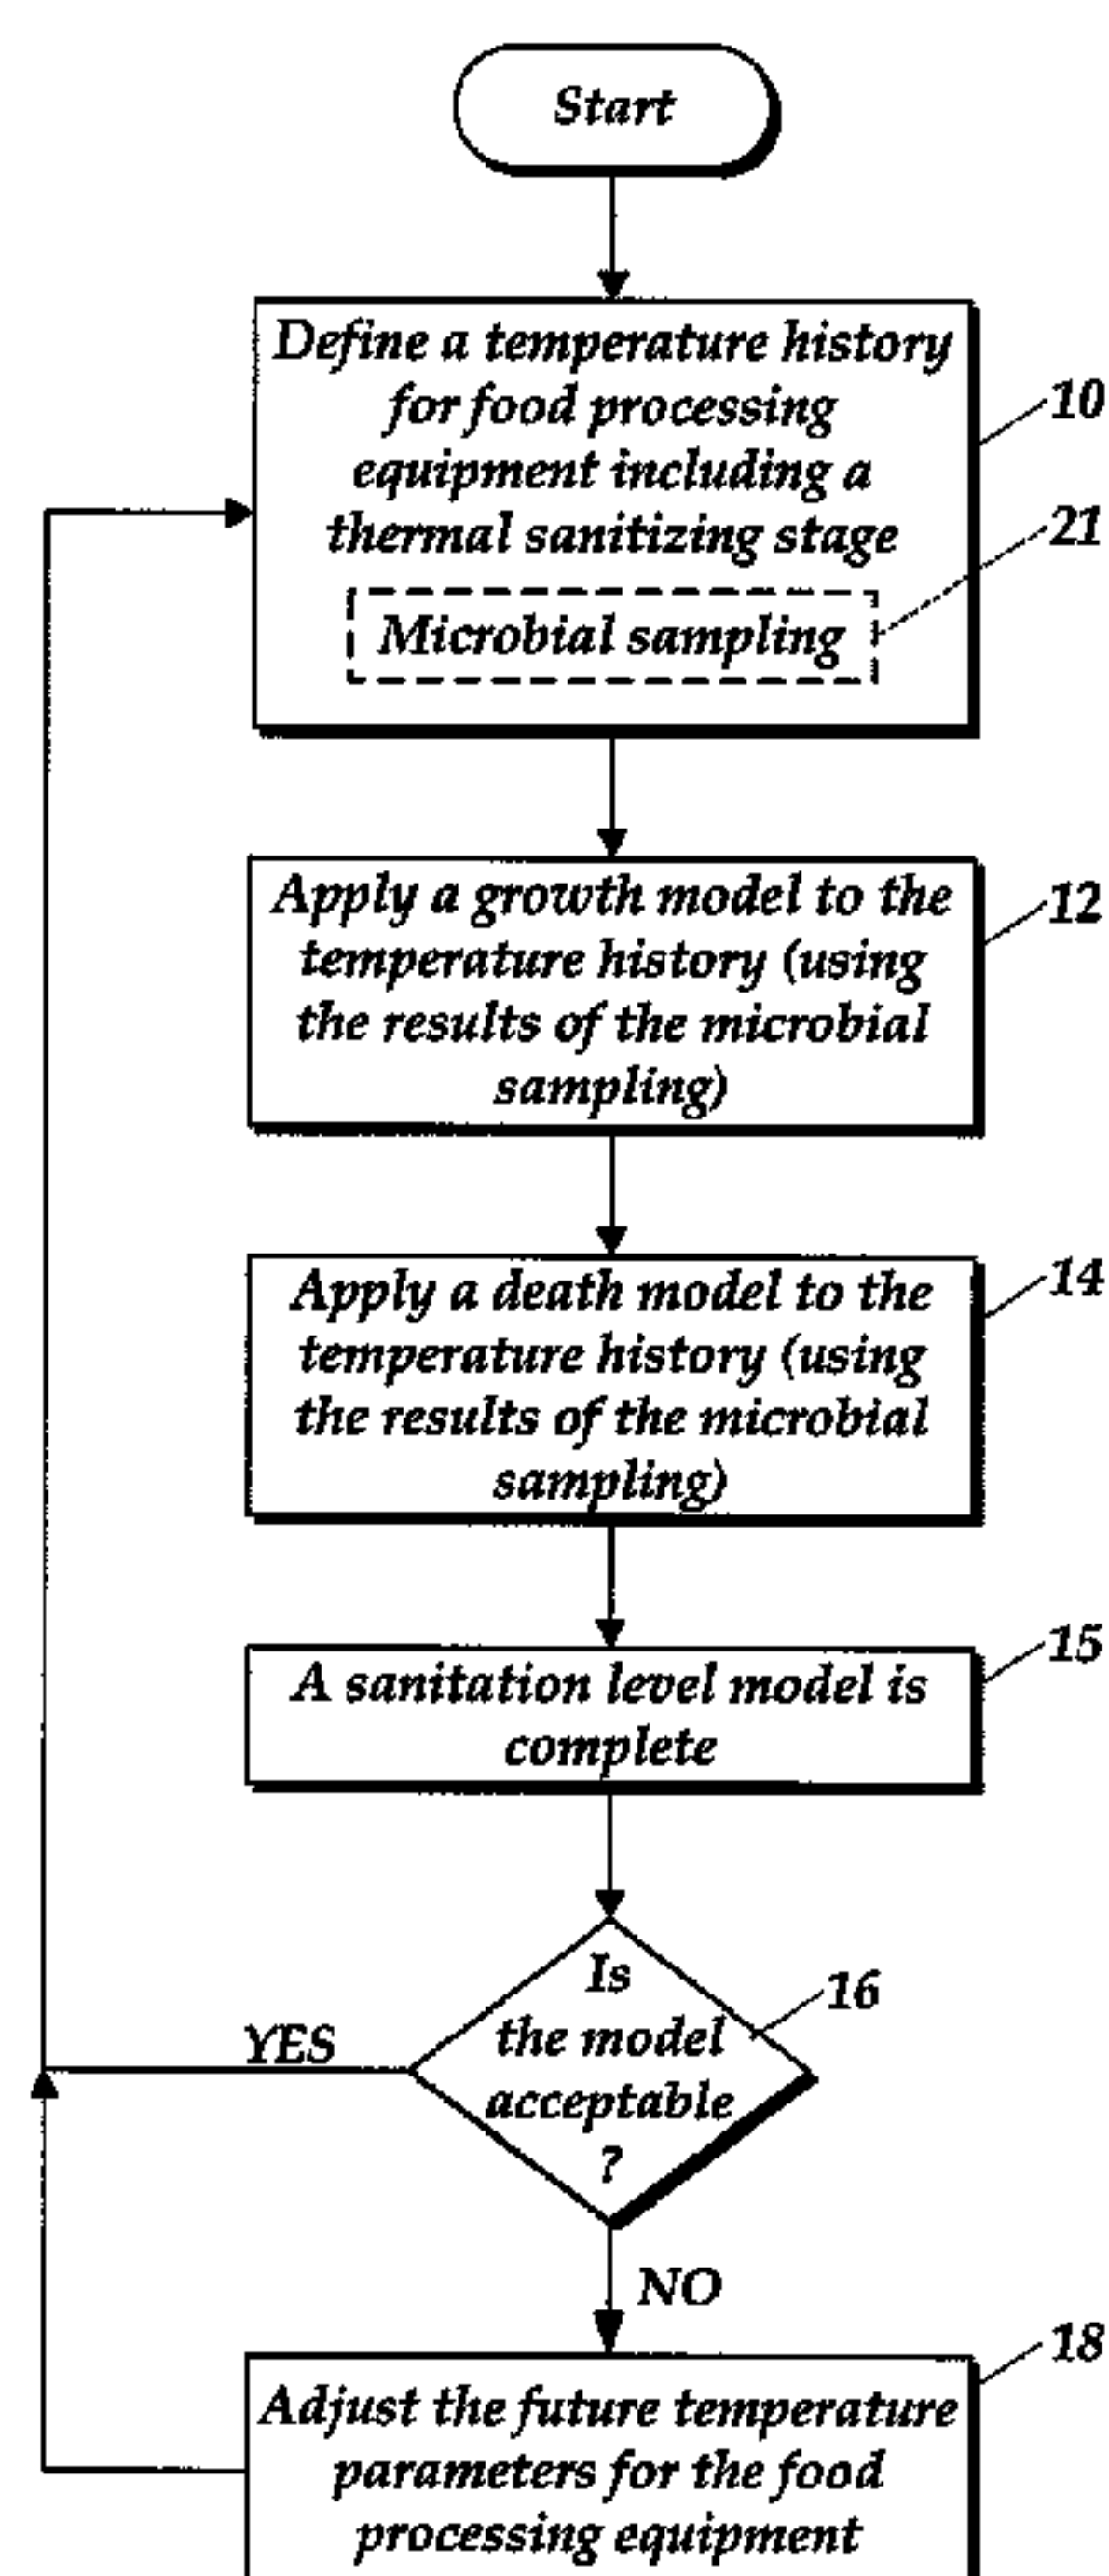 Start
Define a temperature history
for food processing
equipment including a
thermal sanitizing stage
10
21
Microbial sampling
Apply a growth model to the
temperature history (using
the results of the microbial
sampling)
12
Apply a death model to the
temperature history (using
the results of the microbial
sampling)
14
A sanitation level model is
complete
15
Is
the model
acceptable
?
16
YES
NO
Adjust the future temperature
parameters for the food
processing equipment
18